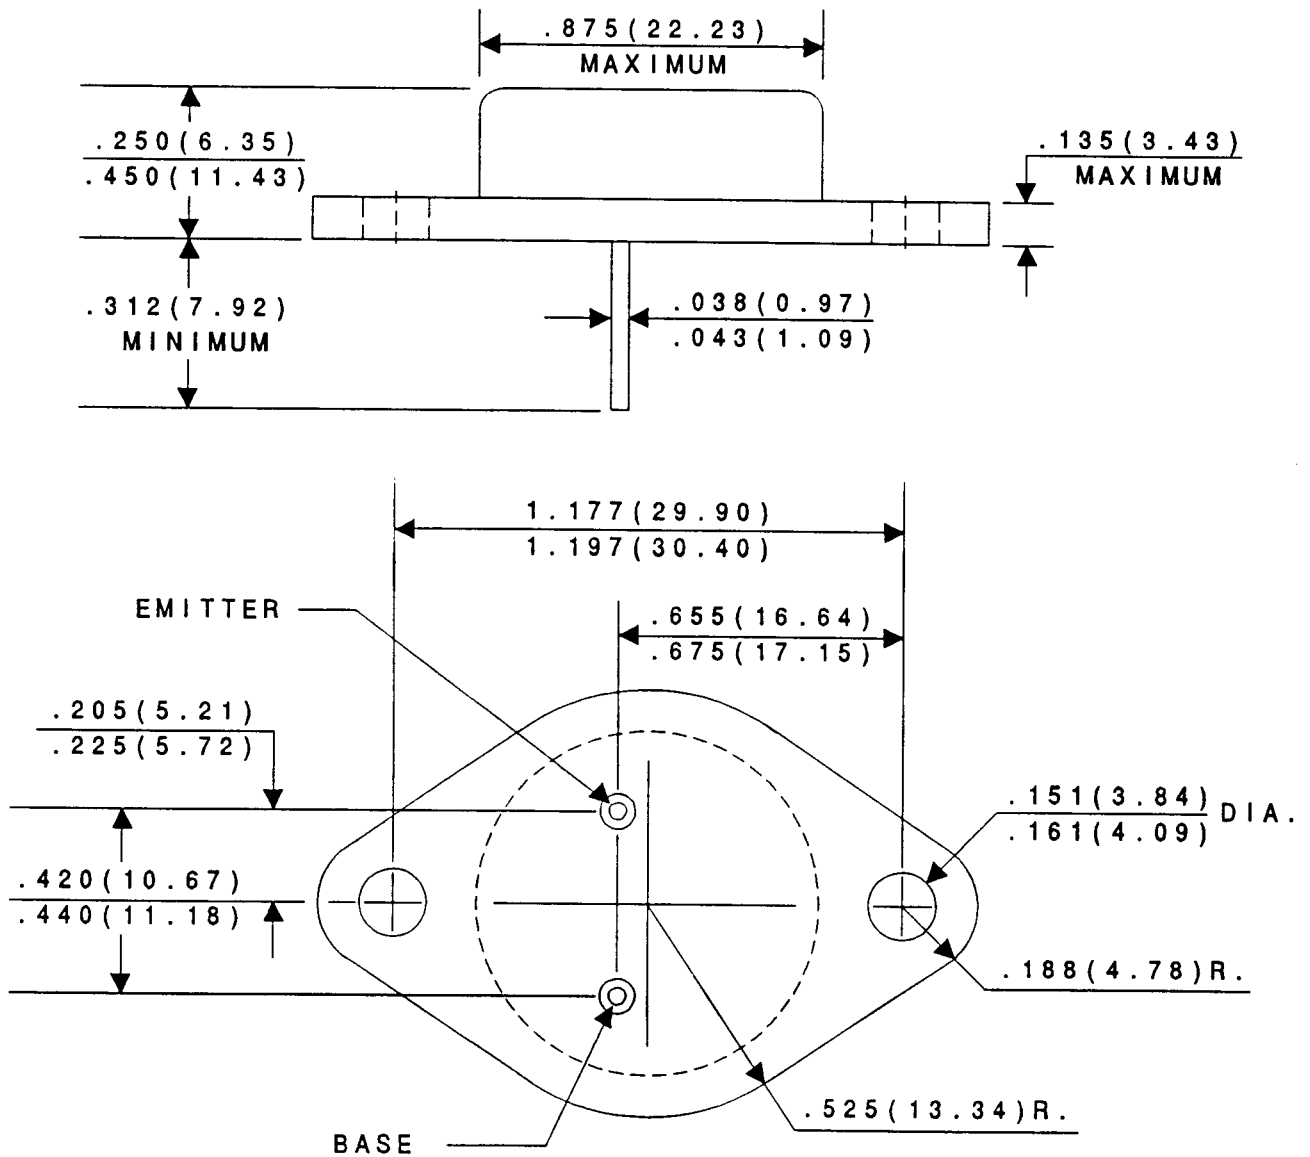 .875(22.23)
MAXIMUM
.250(6.35)
.450(11.43)
.135(3.43)
MAXIMUM
.312(7.92)
MINIMUM
.038(0.97)
.043(1.09)
1.177(29.90)
1.197(30.40)
EMITTER
.655(16.64)
.675(17.15)
.205(5.21)
.225(5.72)
.151(3.84)
.161(4.09)
DIA.
.420(10.67)
.440(11.18)
.188(4.78)R.
.525(13.34)R.
BASE